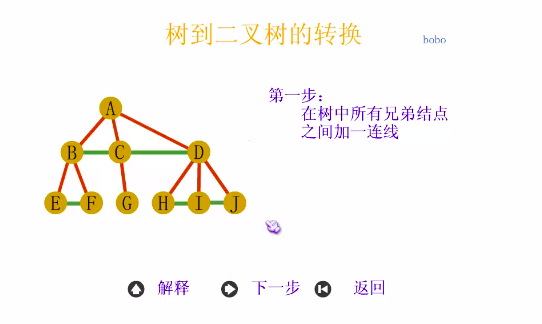 树到二叉树的转换
bobo
第一步：
在树中所有兄弟结点
之间加一连线
A
B C D
E F G H I J
解释 下一步 返回